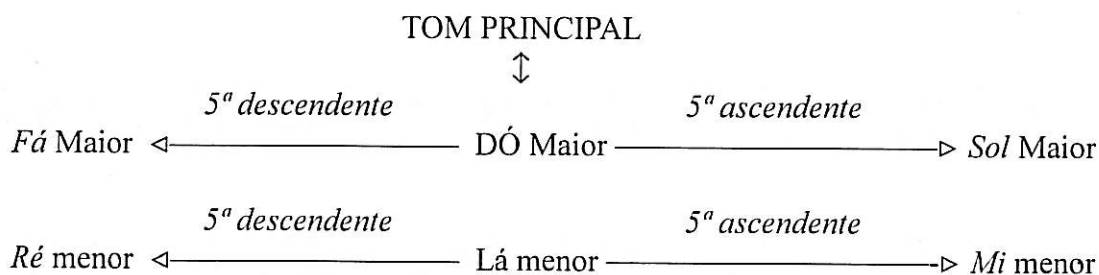 TOM PRINCIPAL
5ª descendente 5ª ascendente
Fá Maior DÓ Maior Sol Maior
5ª descendente 5ª ascendente
Ré menor Lá menor Mi menor